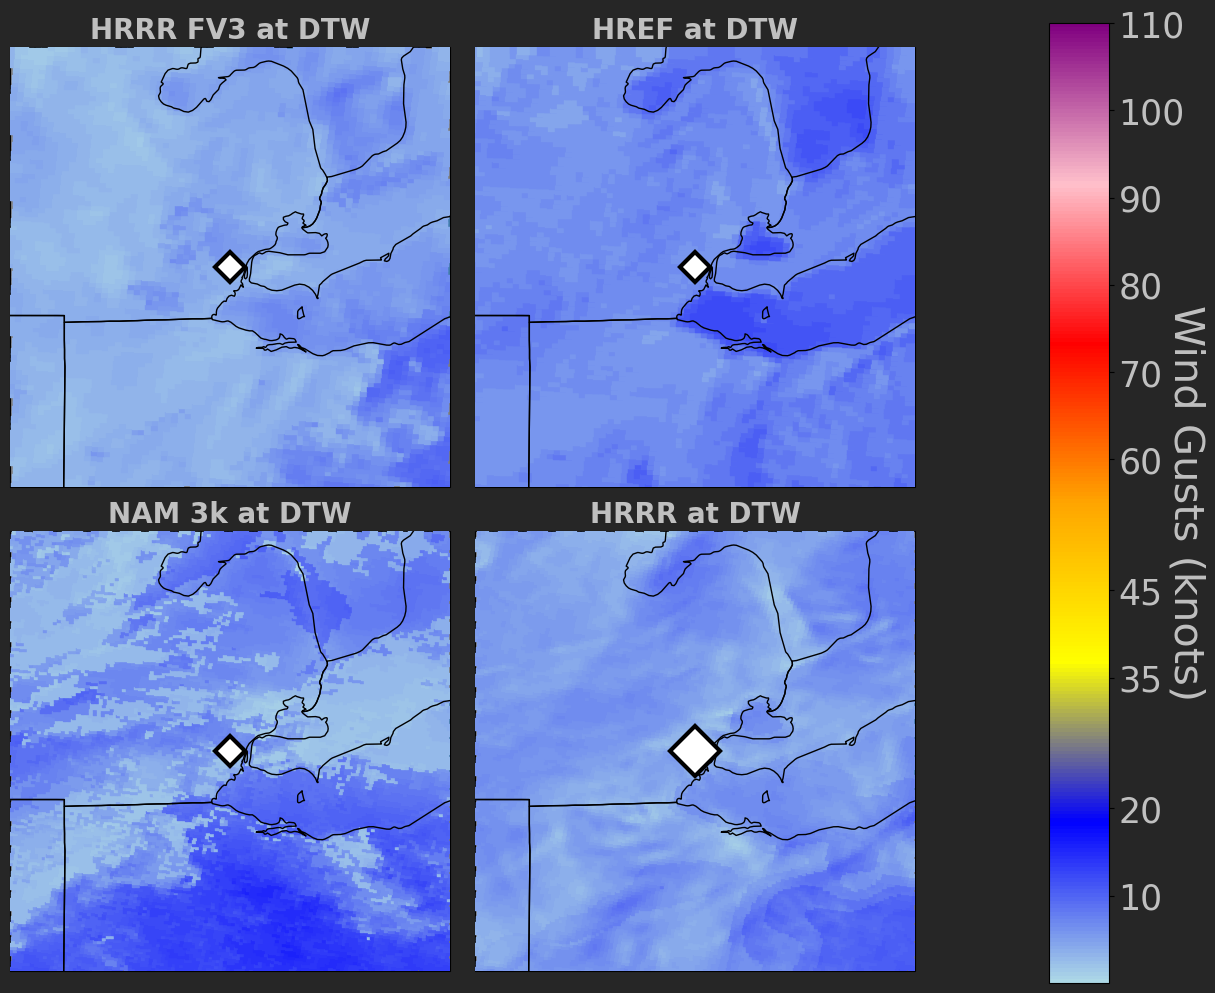 HRRR FV3 at DTW
HREF at DTW
NAM 3k at DTW
HRRR at DTW
110
100
90
80
70
60
45
35
20
10
Wind Gusts (knots)